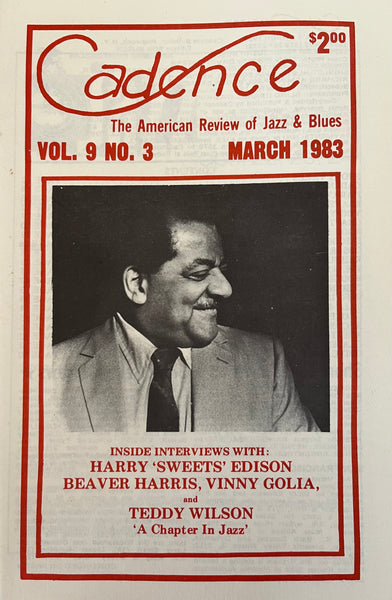 $2.00
Cadence
The American Review of Jazz & Blues
VOL. 9 NO. 3 MARCH 1983
INSIDE INTERVIEWS WITH:
HARRY ‘SWEETS’ EDISON
BEAVER HARRIS, VINNY GOLIA,
and
TEDDY WILSON
‘A Chapter In Jazz’